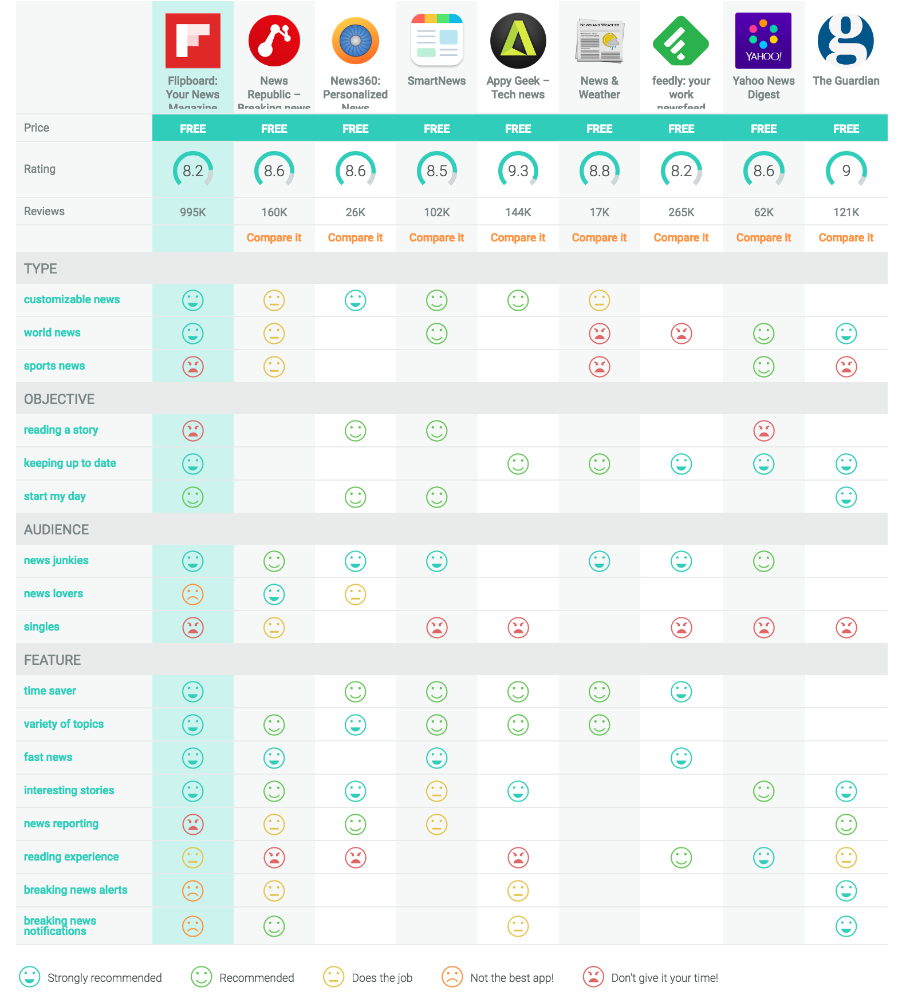 NEWS AND WEATHER
YAHOO!
g
Flipboard: Your News Magazine
News Republic – Breaking news
News360: Personalized News
SmartNews
Appy Geek – Tech news
News & Weather
feedly: your work newsfeed
Yahoo News Digest
The Guardian
Price FREE FREE FREE FREE FREE FREE FREE FREE FREE
Rating 8.2 8.6 8.6 8.5 9.3 8.8 8.2 8.6 9
Reviews 995K 160K 26K 102K 144K 17K 265K 62K 121K
Compare it Compare it Compare it Compare it Compare it Compare it Compare it Compare it
TYPE
customizable news
world news
sports news
OBJECTIVE
reading a story
keeping up to date
start my day
AUDIENCE
news junkies
news lovers
singles
FEATURE
time saver
variety of topics
fast news
interesting stories
news reporting
reading experience
breaking news alerts
breaking news
notifications
Strongly recommended Recommended Does the job Not the best app! Don't give it your time!